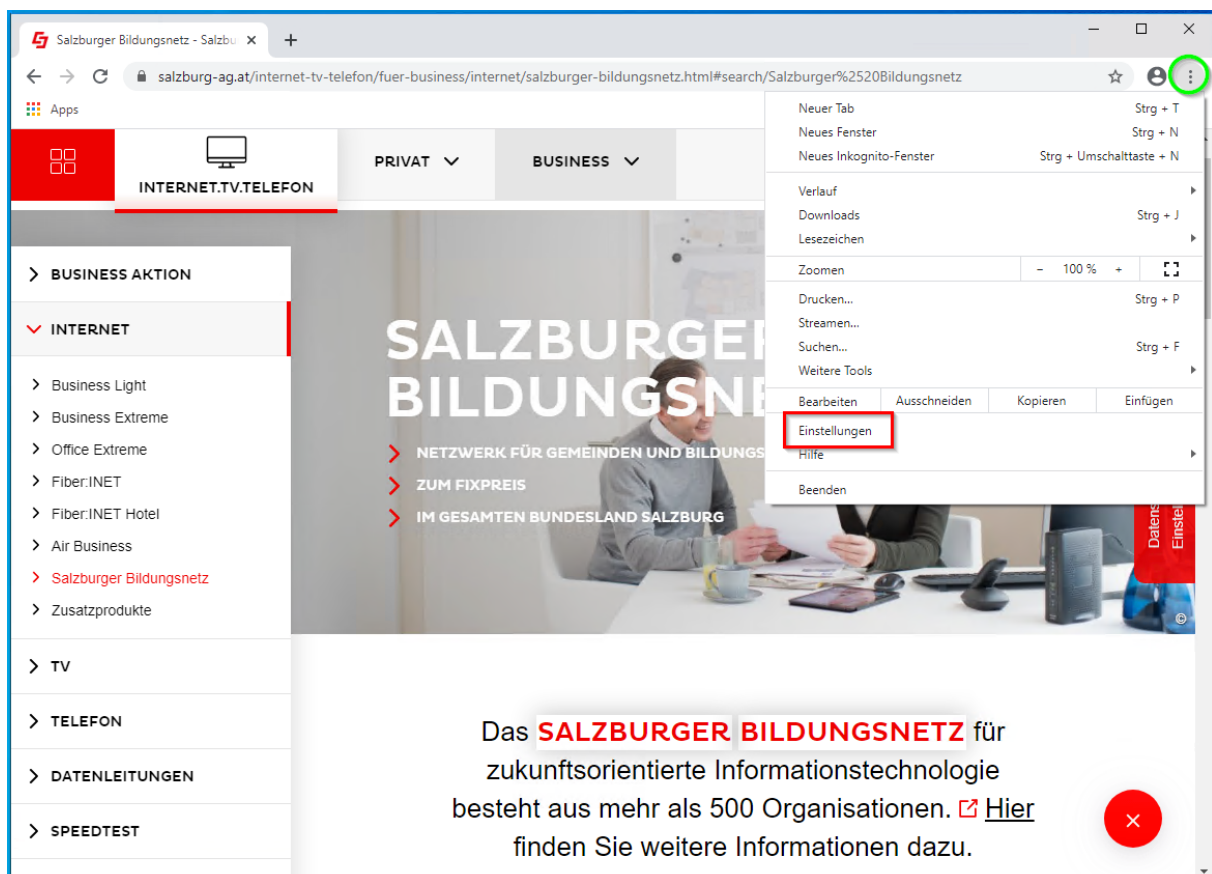 Salzburger Bildungsnetz - Salzbu
salzburg-ag.at/internet-tv-telefon/fuer-business/internet/salzburger-bildungsnetz.html#search/Salzburger%2520Bildungsnetz
Apps
INTERNET.TV.TELEFON
PRIVAT
BUSINESS
Neuer Tab Strg + T
Neues Fenster Strg + N
Neues Inkognito-Fenster Strg + Umschalttaste + N
Verlauf
Downloads Strg + J
Lesezeichen
Zoomen - 100 % +
Drucken... Strg + P
Streamen...
Suchen... Strg + F
Weitere Tools
Bearbeiten Ausschneiden Kopieren Einfügen
Einstellungen
Hilfe
Beenden
BUSINESS AKTION
INTERNET
Business Light
Business Extreme
Office Extreme
Fiber:INET
Fiber:INET Hotel
Air Business
Salzburger Bildungsnetz
Zusatzprodukte
TV
TELEFON
DATENLEITUNGEN
SPEEDTEST
SALZBURGER
BILDUNGSNE
NETZWERK FÜR GEMEINDEN UND BILDUNGS
ZUM FIXPREIS
IM GESAMTEN BUNDESLAND SALZBURG
Datens
Einstel
©
Das SALZBURGER BILDUNGSNETZ für
zukunftsorientierte Informationstechnologie
besteht aus mehr als 500 Organisationen. Hier
finden Sie weitere Informationen dazu.